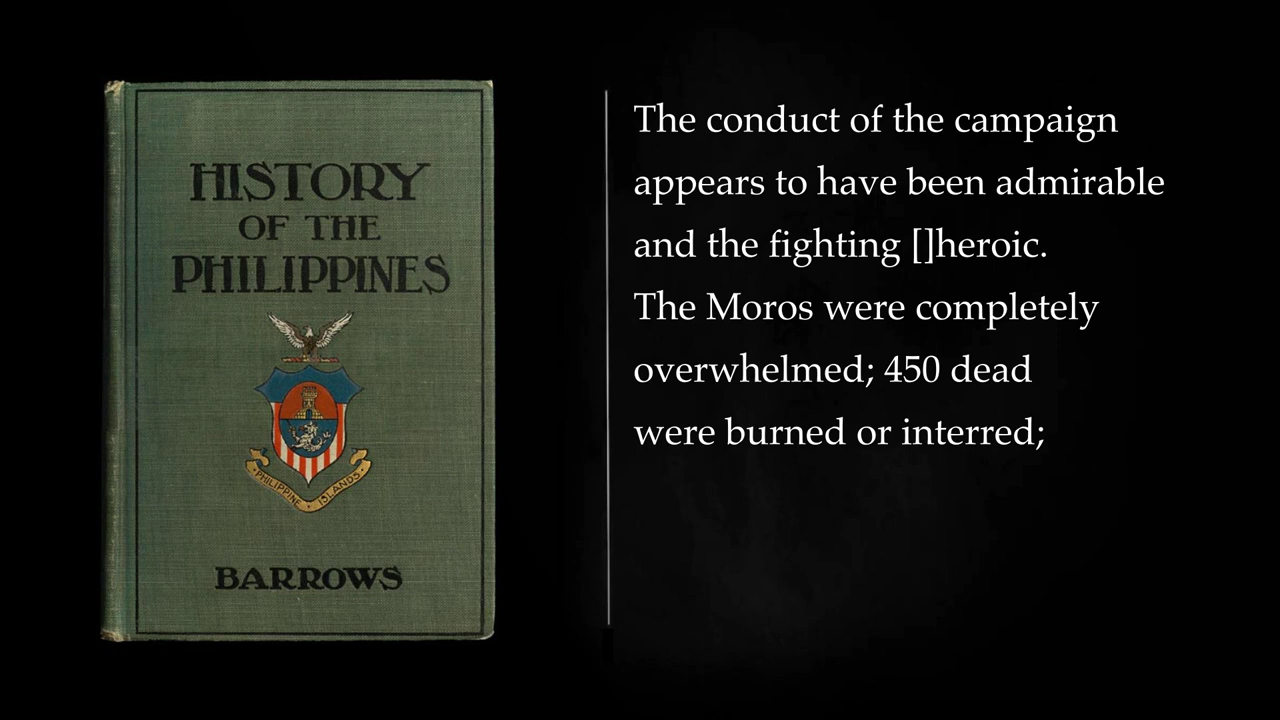 HISTORY
OF THE
PHILIPPINES
PHILIPPINE ISLANDS
BARROWS
The conduct of the campaign
appears to have been admirable
and the fighting []heroic.
The Moros were completely
overwhelmed; 450 dead
were burned or interred;